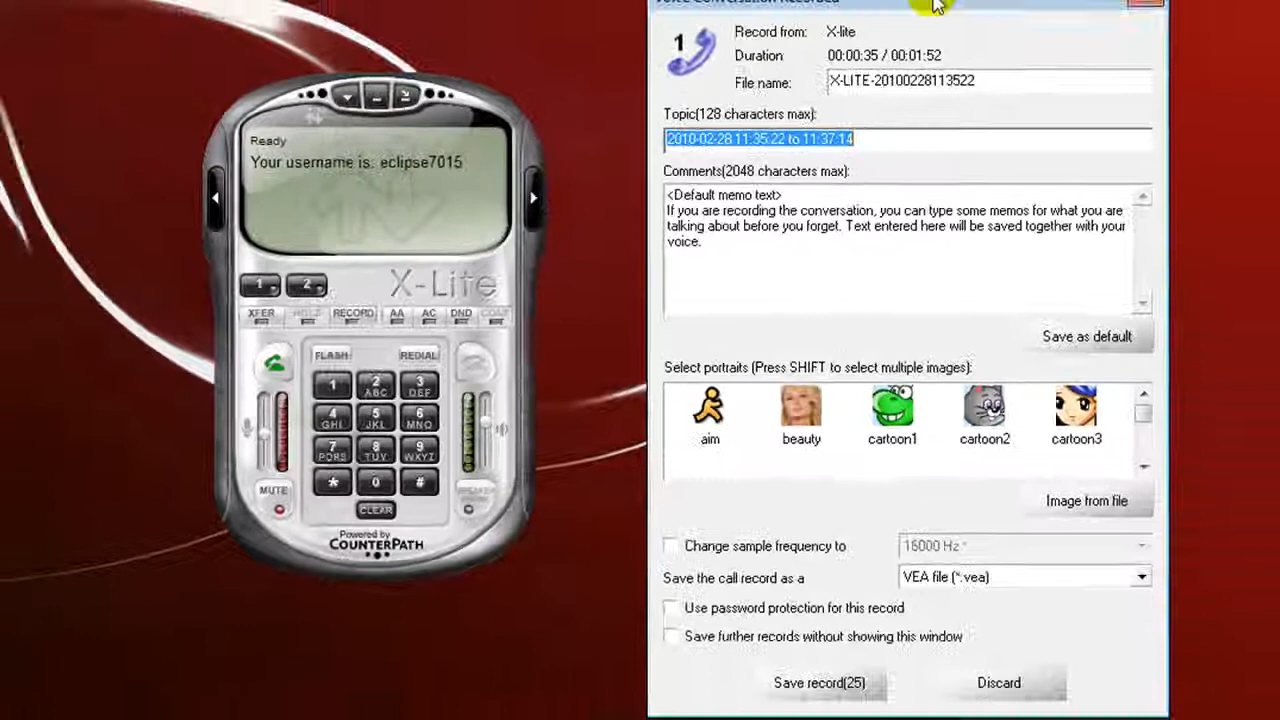 Ready
Your username is: eclipse7015
1
2
X-Lite
XFER
RECORD
AA
AC
DND
FLASH
REDIAL
1
2
ABC
3
DEF
4
GHI
5
JKL
6
MNO
7
PQRS
8
TUV
9
WXYZ
*
0
#
MUTE
CLEAR
Powered by
COUNTERPATH
1
Record from: X-lite
Duration: 00:00:35 / 00:01:52
File name: X-LITE-20100228113522
Topic(128 characters max):
2010-02-28 11:35:22 to 11:37:14
Comments(2048 characters max):
<Default memo text>
If you are recording the conversation, you can type some memos for what you are
talking about before you forget. Text entered here will be saved together with your
voice.
Save as default
Select portraits (Press SHIFT to select multiple images):
aim beauty cartoon1 cartoon2 cartoon3
Image from file
Change sample frequency to 16000 Hz *
Save the call record as a VEA file (*.vea)
Use password protection for this record
Save further records without showing this window
Save record(25) Discard